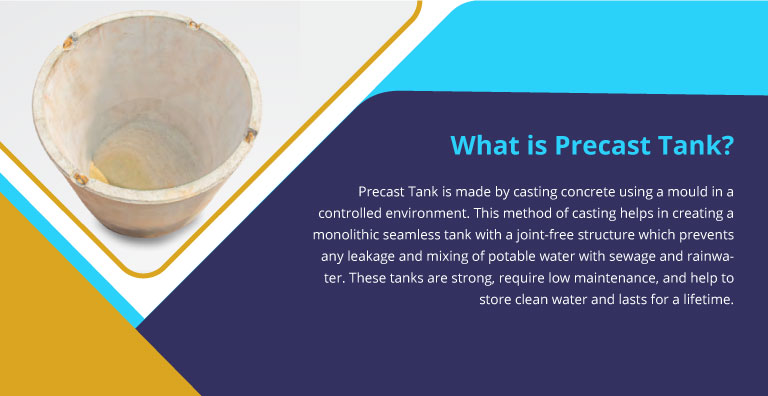 What is Precast Tank?
Precast Tank is made by casting concrete using a mould in a
controlled environment. This method of casting helps in creating a
monolithic seamless tank with a joint-free structure which prevents
any leakage and mixing of potable water with sewage and rainwa-
ter. These tanks are strong, require low maintenance, and help to
store clean water and lasts for a lifetime.